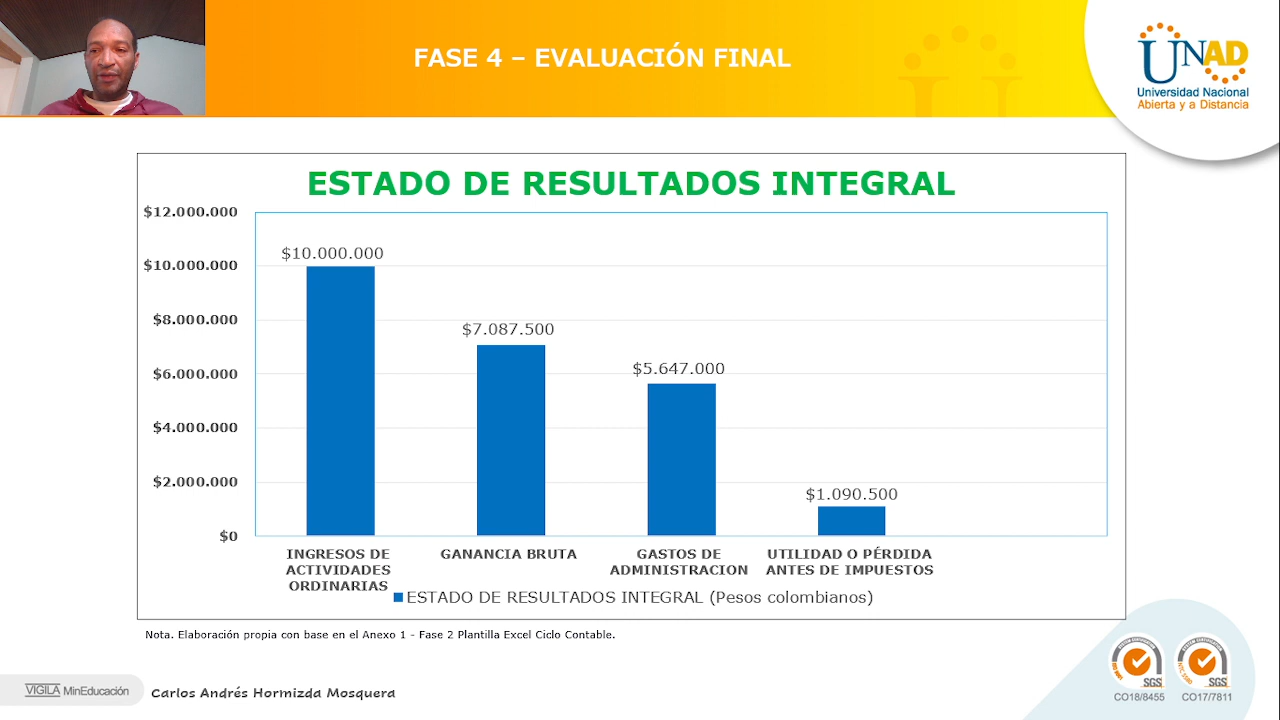 FASE 4 – EVALUACIÓN FINAL
UNAD
Universidad Nacional
Abierta y a Distancia
ESTADO DE RESULTADOS INTEGRAL
$12.000.000
$10.000.000
$8.000.000
$6.000.000
$4.000.000
$2.000.000
$0
$10.000.000
$7.087.500
$5.647.000
$1.090.500
INGRESOS DE
ACTIVIDADES
ORDINARIAS
GANANCIA BRUTA
GASTOS DE
ADMINISTRACION
UTILIDAD O PÉRDIDA
ANTES DE IMPUESTOS
ESTADO DE RESULTADOS INTEGRAL (Pesos colombianos)
Nota. Elaboración propia con base en el Anexo 1 - Fase 2 Plantilla Excel Ciclo Contable.
VIGILA MinEducación
Carlos Andrés Hormizda Mosquera
SGS
SGS
CO18/8455
CO17/7811